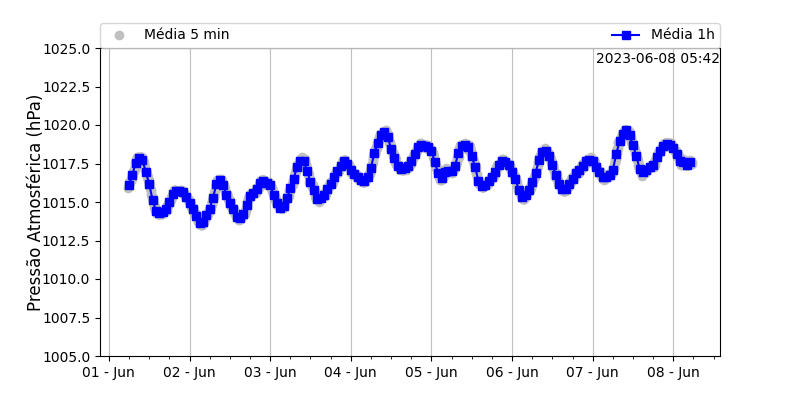 Média 5 min
Média 1h
2023-06-08 05:42
Pressão Atmosférica (hPa)
1025.0
1022.5
1020.0
1017.5
1015.0
1012.5
1010.0
1007.5
1005.0
01 - Jun
02 - Jun
03 - Jun
04 - Jun
05 - Jun
06 - Jun
07 - Jun
08 - Jun